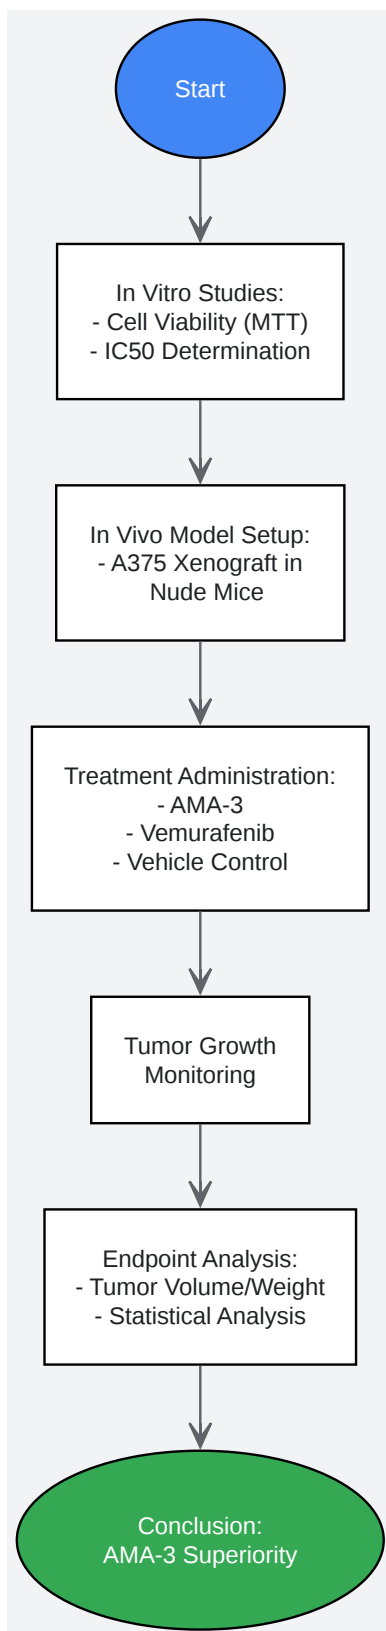 Start
In Vitro Studies:
- Cell Viability (MTT)
- IC50 Determination
In Vivo Model Setup:
- A375 Xenograft in
Nude Mice
Treatment Administration:
- AMA-3
- Vemurafenib
- Vehicle Control
Tumor Growth
Monitoring
Endpoint Analysis:
- Tumor Volume/Weight
- Statistical Analysis
Conclusion:
AMA-3 Superiority